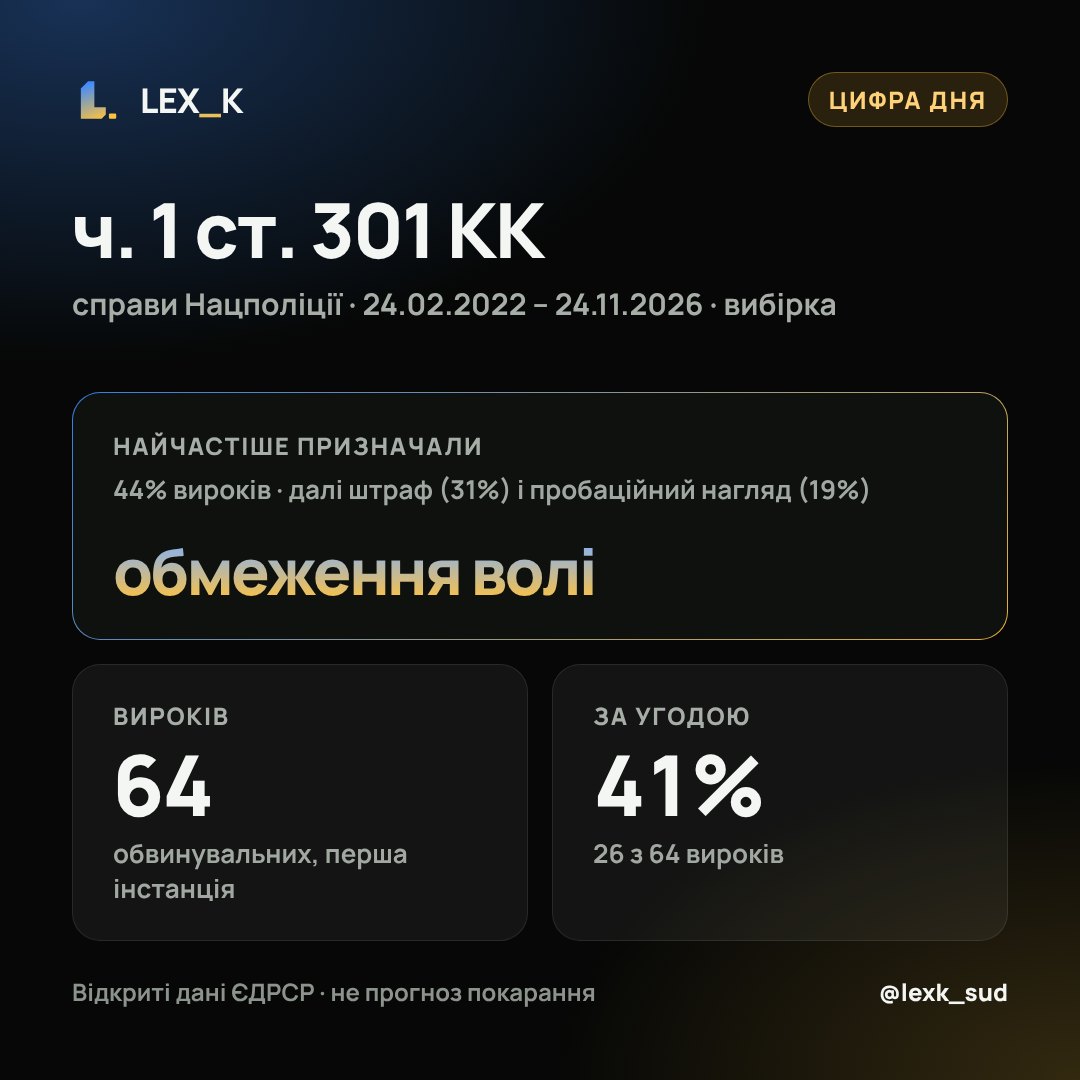 LEX_K
ЦИФРА ДНЯ
ч. 1 ст. 301 КК
справи Нацполіції · 24.02.2022 – 24.11.2026 · вибірка
НАЙЧАСТІШЕ ПРИЗНАЧАЛИ
44% вироків · далі штраф (31%) і пробаційний нагляд (19%)
обмеження волі
ВИРОКІВ
64
обвинувальних, перша
інстанція
ЗА УГОДОЮ
41%
26 з 64 вироків
Відкриті дані ЄДРСР · не прогноз покарання
@lexk_sud